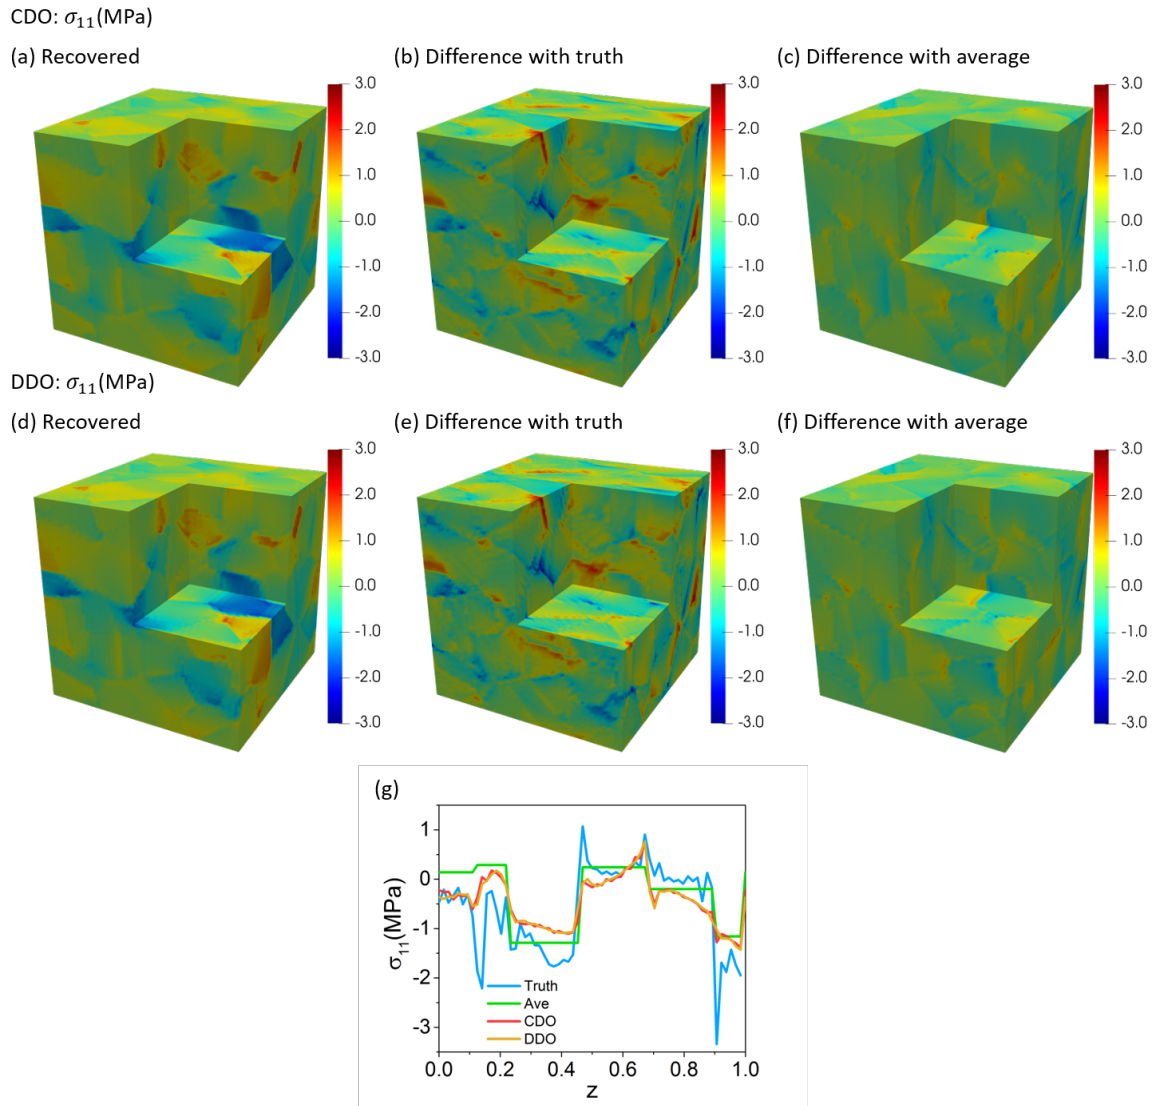 CDO: σ₁₁(MPa)
(a) Recovered
(b) Difference with truth
(c) Difference with average
3.0
2.0
1.0
0.0
-1.0
-2.0
-3.0
3.0
2.0
1.0
0.0
-1.0
-2.0
-3.0
3.0
2.0
1.0
0.0
-1.0
-2.0
-3.0
DDO: σ₁₁(MPa)
(d) Recovered
(e) Difference with truth
(f) Difference with average
3.0
2.0
1.0
0.0
-1.0
-2.0
-3.0
3.0
2.0
1.0
0.0
-1.0
-2.0
-3.0
3.0
2.0
1.0
0.0
-1.0
-2.0
-3.0
(g)
σ₁₁(MPa)
1
0
-1
-2
-3
Truth
Ave
CDO
DDO
0.0 0.2 0.4 0.6 0.8 1.0
z